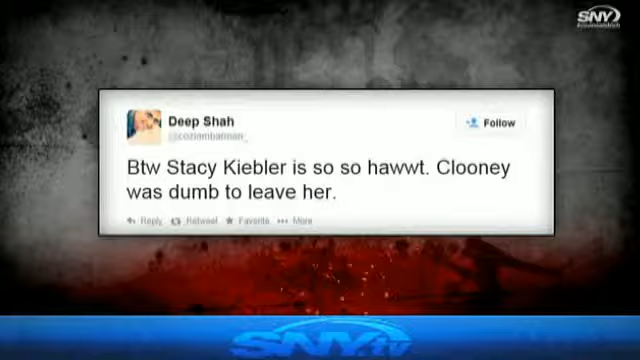 SNY
Deep Shah
Follow
Btw Stacy Kiebler is so so hawwt. Clooney
was dumb to leave her.
Reply Retweet Favorite More
SNY.tv